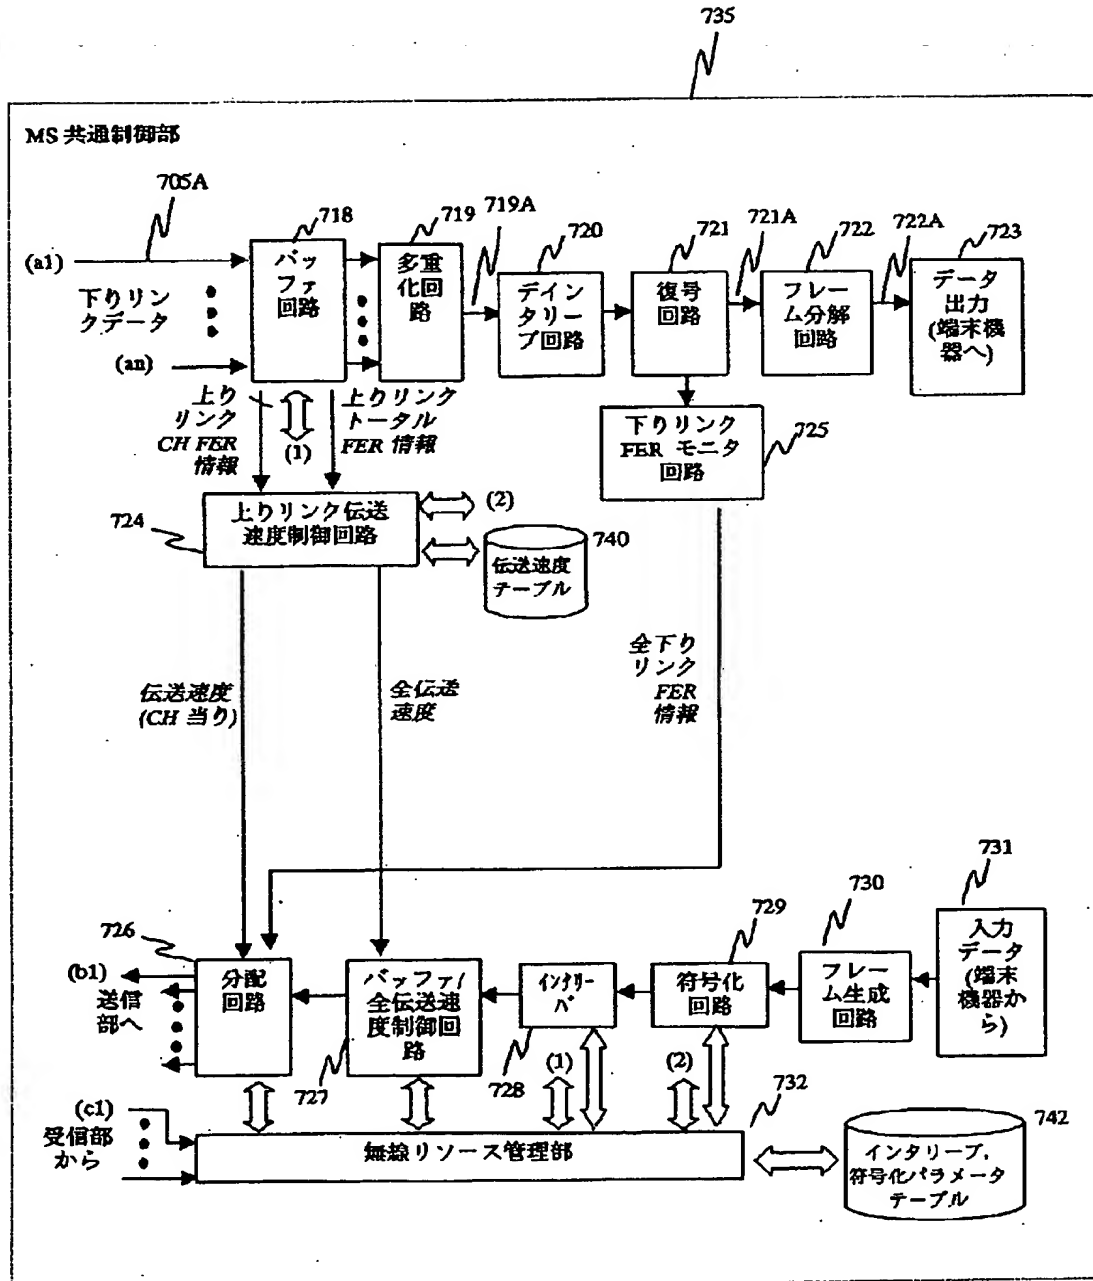 735
MS 共通制御部
705A
(a1)
下りリン
クデータ
(an)
718
バッ
ファ
回路
719
多重
化回
路
719A
720
デイン
タリー
ブ回路
721
復号
回路
721A
722
フレー
ム分解
回路
722A
723
データ
出力
(端末機
器へ)
上り
リンク
CH FER
情報
(1)
上りリンク
トータル
FER 情報
下りリンク
FER モニタ
回路
725
724
上りリンク伝送
速度制御回路
(2)
740
伝送速度
テーブル
伝送速度
(CH 当り)
全伝送
速度
全下り
リンク
FER
情報
726
(b1)
送信
部へ
分配
回路
バッファ/
全伝送速
度制御回
路
727
インタリー
バ
728
729
符号化
回路
730
フレー
ム生成
回路
731
入力
データ
(端末
機器か
ら)
(1)
(2)
732
(c1)
受信部
から
無線リソース管理部
742
インタリーブ,
符号化パラメータ
テーブル